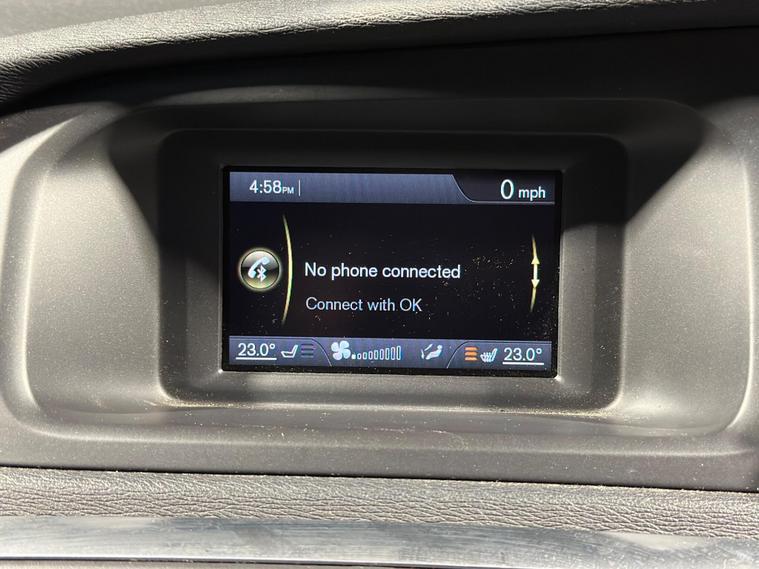 4:58PM
0 mph
No phone connected
Connect with OK
23.0°
23.0°